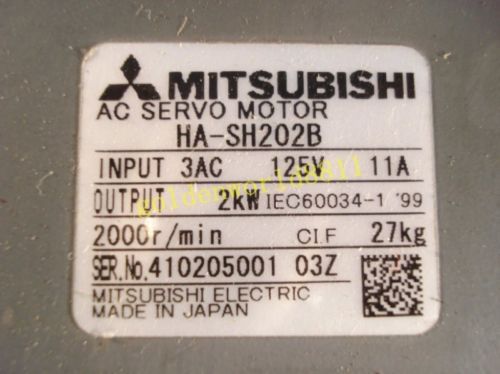 MITSUBISHI
AC SERVO MOTOR
HA-SH202B
INPUT 3AC 125V 11A
OUTPUT 2kW IEC60034-1 '99
2000r/min CI.F 27kg
SER.No.410205001 03Z
MITSUBISHI ELECTRIC
MADE IN JAPAN
goldenworld8811